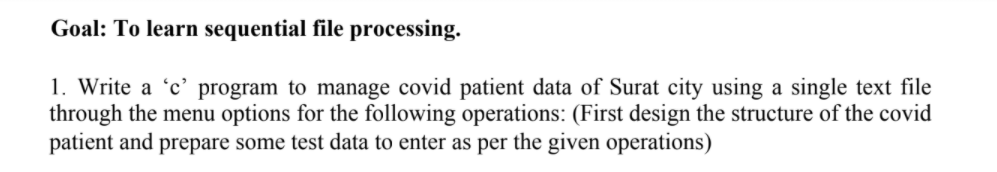 Goal: To learn sequential file processing.
1. Write a ‘c’ program to manage covid patient data of Surat city using a single text file
through the menu options for the following operations: (First design the structure of the covid
patient and prepare some test data to enter as per the given operations)